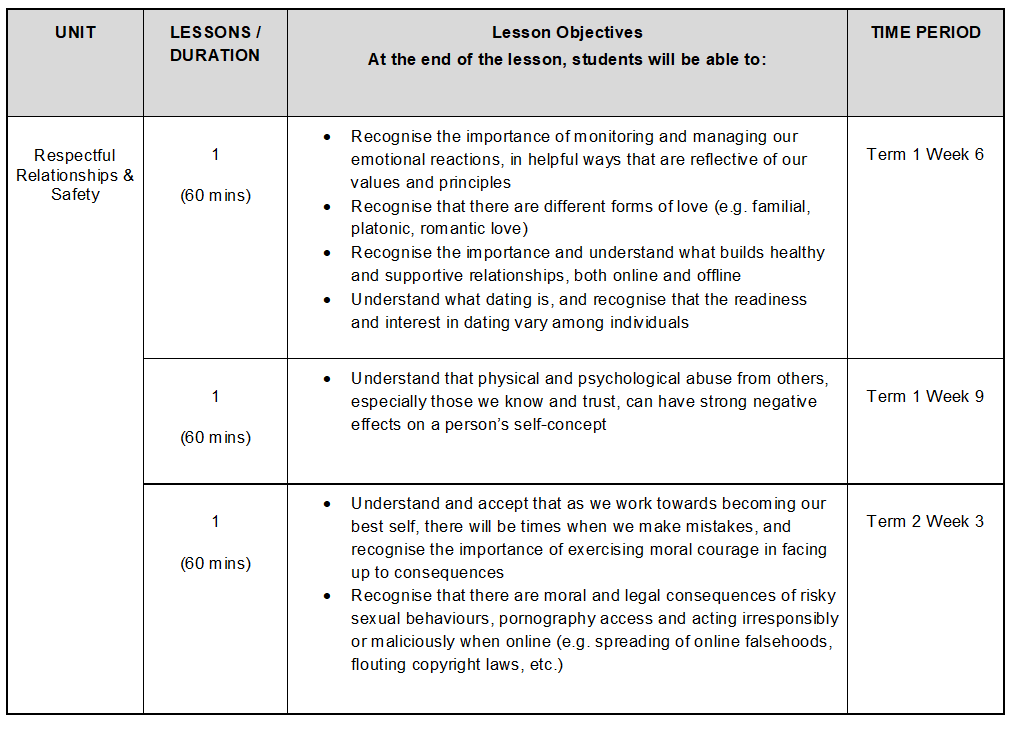 UNIT
LESSONS /
DURATION
Lesson Objectives
At the end of the lesson, students will be able to:
TIME PERIOD
Respectful
Relationships &
Safety
1
(60 mins)
• Recognise the importance of monitoring and managing our
emotional reactions, in helpful ways that are reflective of our
values and principles
• Recognise that there are different forms of love (e.g. familial,
platonic, romantic love)
• Recognise the importance and understand what builds healthy
and supportive relationships, both online and offline
• Understand what dating is, and recognise that the readiness
and interest in dating vary among individuals
Term 1 Week 6
1
(60 mins)
• Understand that physical and psychological abuse from others,
especially those we know and trust, can have strong negative
effects on a person's self-concept
Term 1 Week 9
1
(60 mins)
• Understand and accept that as we work towards becoming our
best self, there will be times when we make mistakes, and
recognise the importance of exercising moral courage in facing
up to consequences
• Recognise that there are moral and legal consequences of risky
sexual behaviours, pornography access and acting irresponsibly
or maliciously when online (e.g. spreading of online falsehoods,
flouting copyright laws, etc.)
Term 2 Week 3